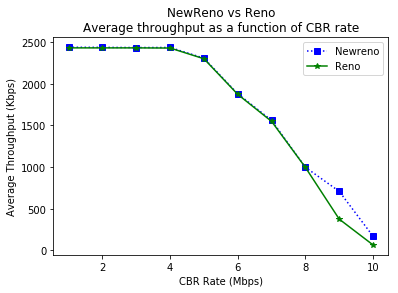 NewReno vs Reno
Average throughput as a function of CBR rate
Newreno
Reno
Average Throughput (Kbps)
2500
2000
1500
1000
500
0
2
4
6
8
10
CBR Rate (Mbps)